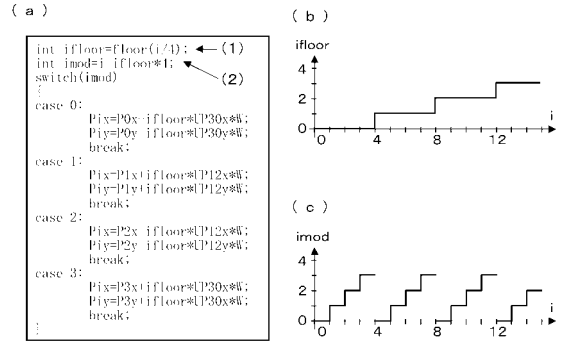 ( a )
int ifloor=floor(i/4); (1)
int imod=i ifloor*4; (2)
switch(imod)
{
case 0:
Pix=P0x-ifloor*UP30x*W;
Piy=P0y ifloor*UP30y*W;
break;
case 1:
Pix=P1x+ifloor*UP12x*W;
Piy=P1y+ifloor*UP12y*W;
break;
case 2:
Pix=P2x ifloor*UP12x*W;
Piy=P2y ifloor*UP12y*W;
break;
case 3:
Pix=P3x+ifloor*UP30x*W;
Piy=P3y+ifloor*UP30y*W;
break;
}
( b )
ifloor
4
2
0
0 4 8 12 i
( c )
imod
4
2
0
0 4 8 12 i